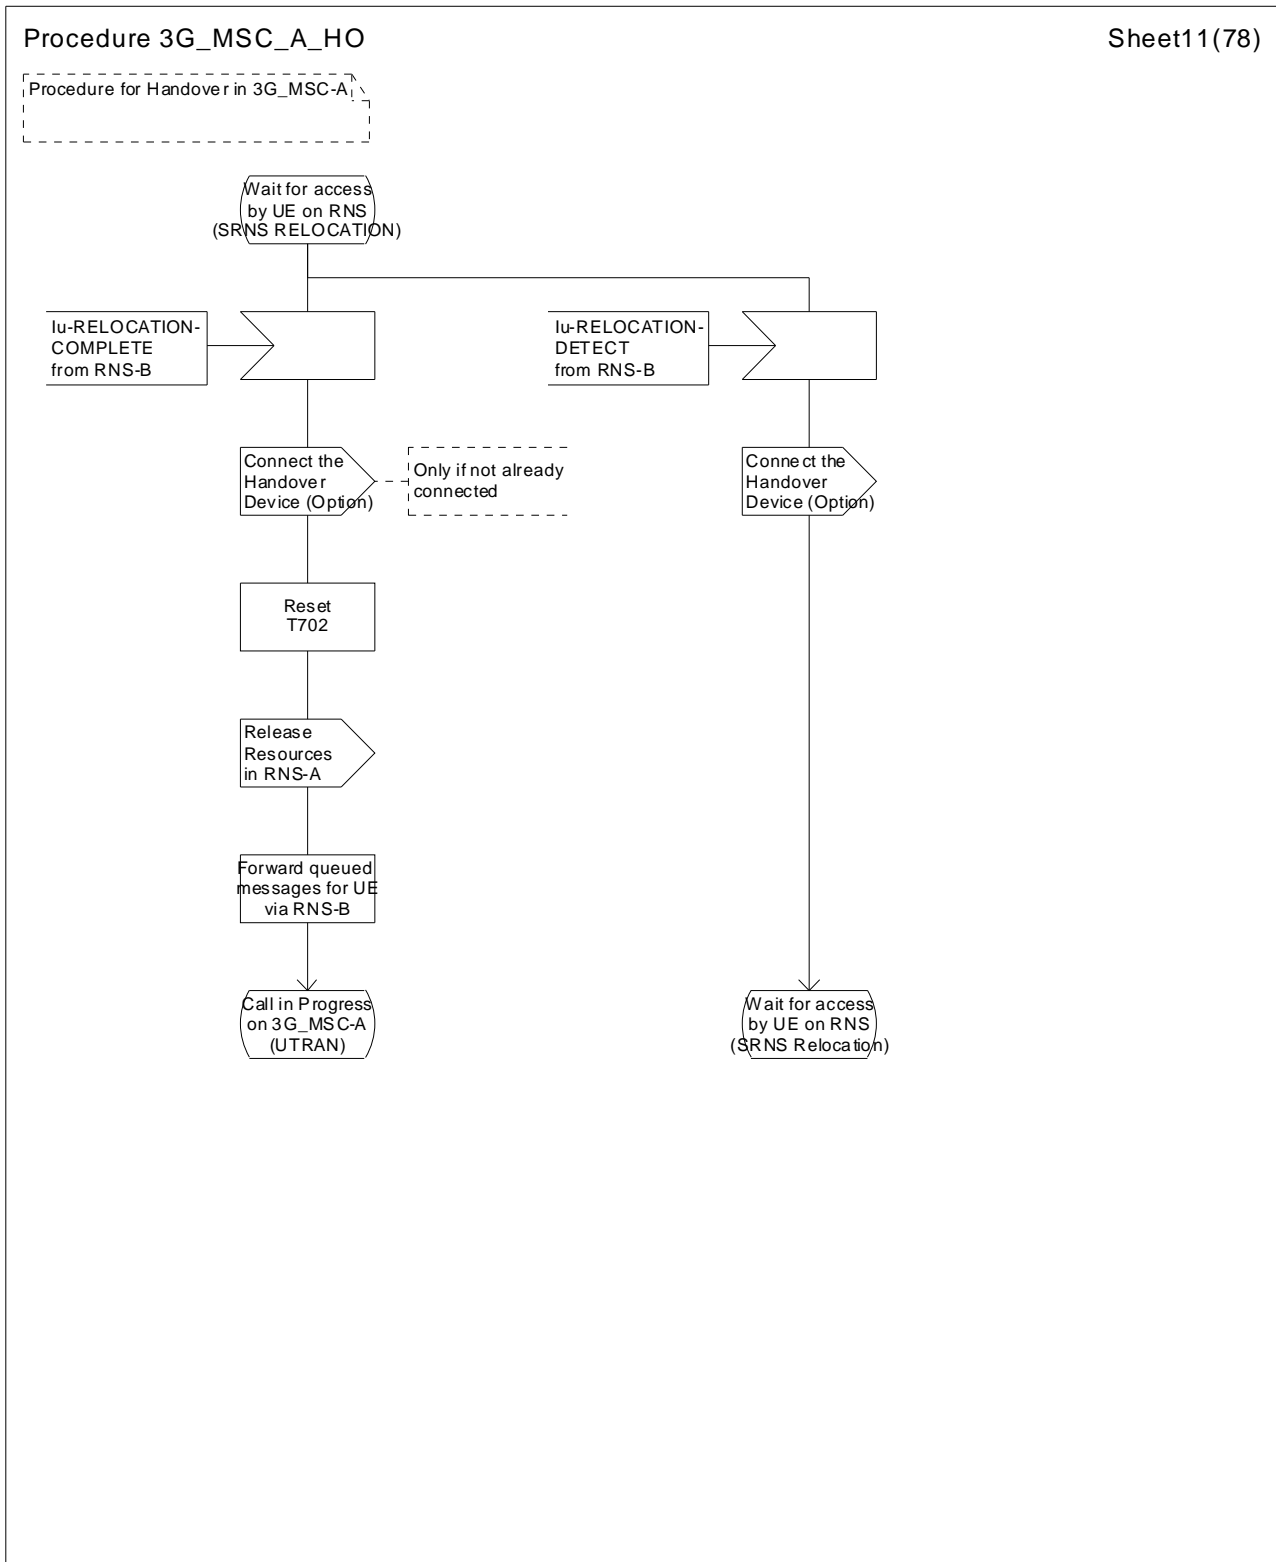 Procedure 3G_MSC_A_HO
Sheet11(78)
Procedure for Handover in 3G_MSC-A
Wait for access
by UE on RNS
(SRNS RELOCATION)
Iu-RELOCATION-
COMPLETE
from RNS-B
Iu-RELOCATION-
DETECT
from RNS-B
Connect the
Handover
Device (Option)
Only if not already
connected
Connect the
Handover
Device (Option)
Reset
T702
Release
Resources
in RNS-A
Forward queued
messages for UE
via RNS-B
Call in Progress
on 3G_MSC-A
(UTRAN)
Wait for access
by UE on RNS
(SRNS Relocation)